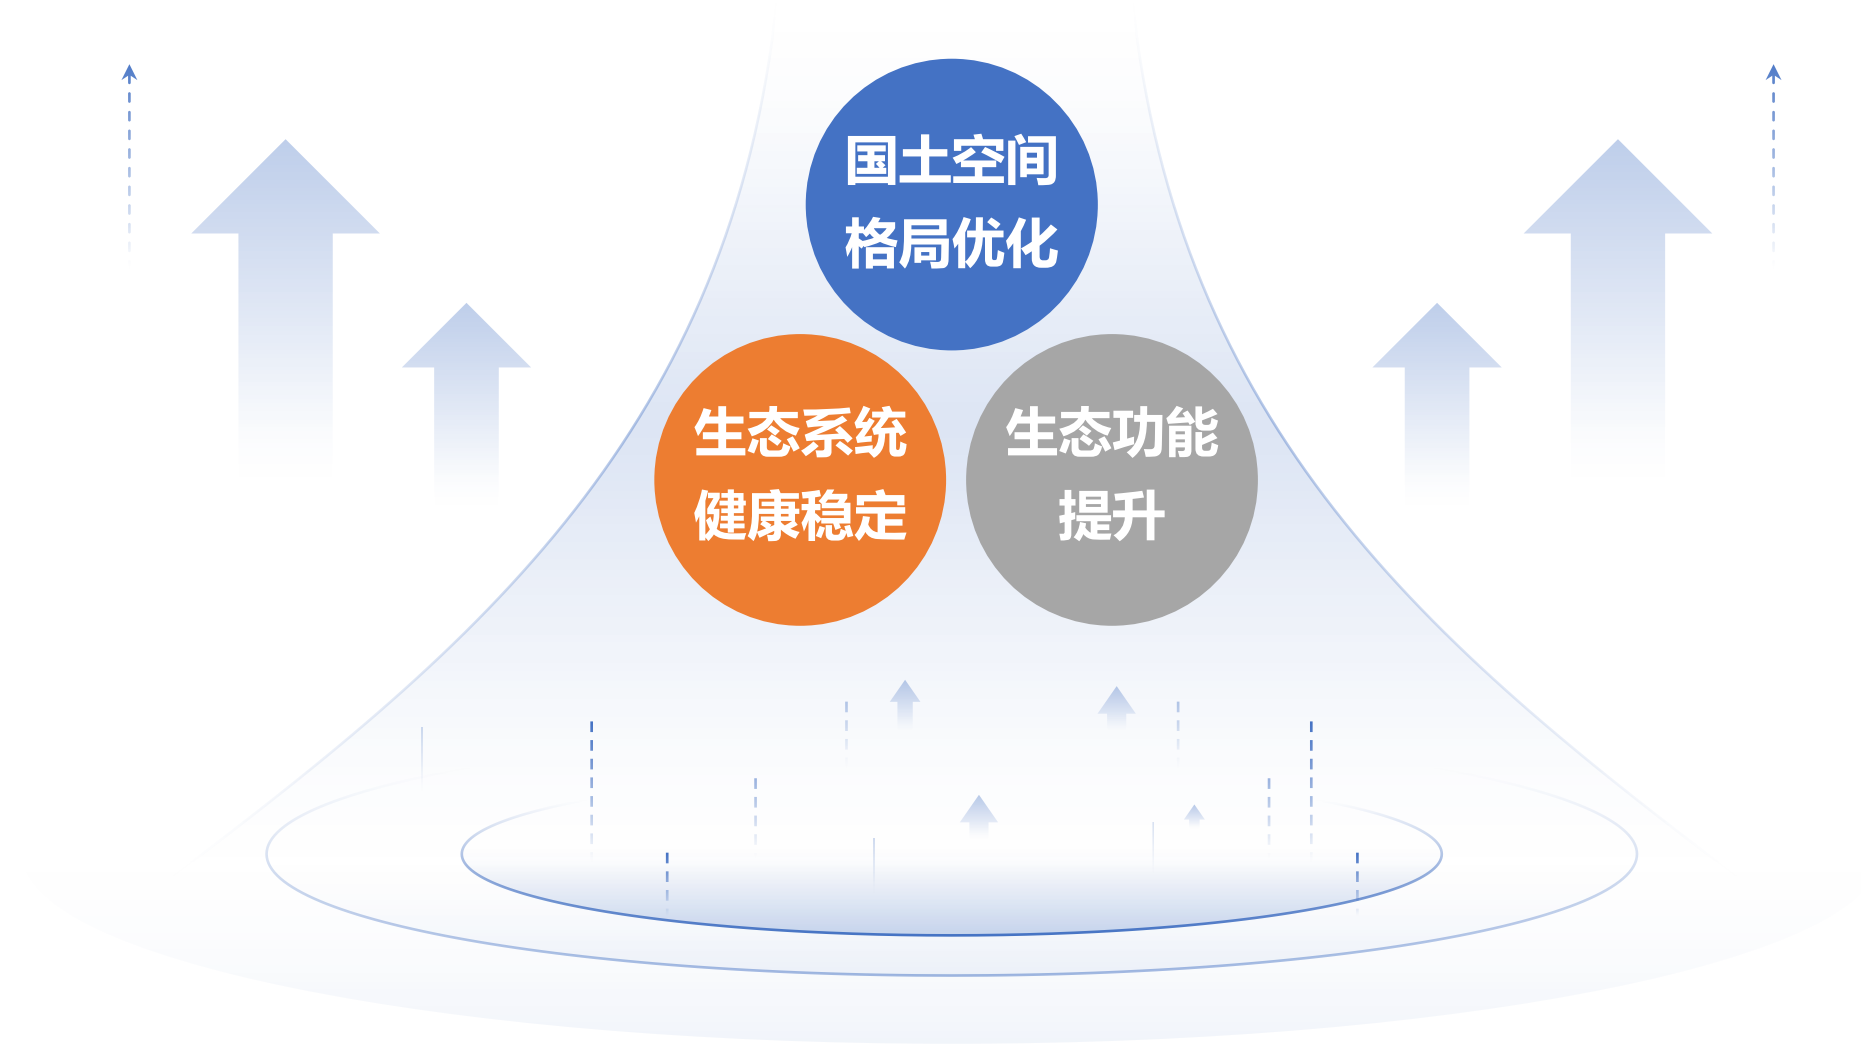 国土空间
格局优化
生态系统
健康稳定
生态功能
提升